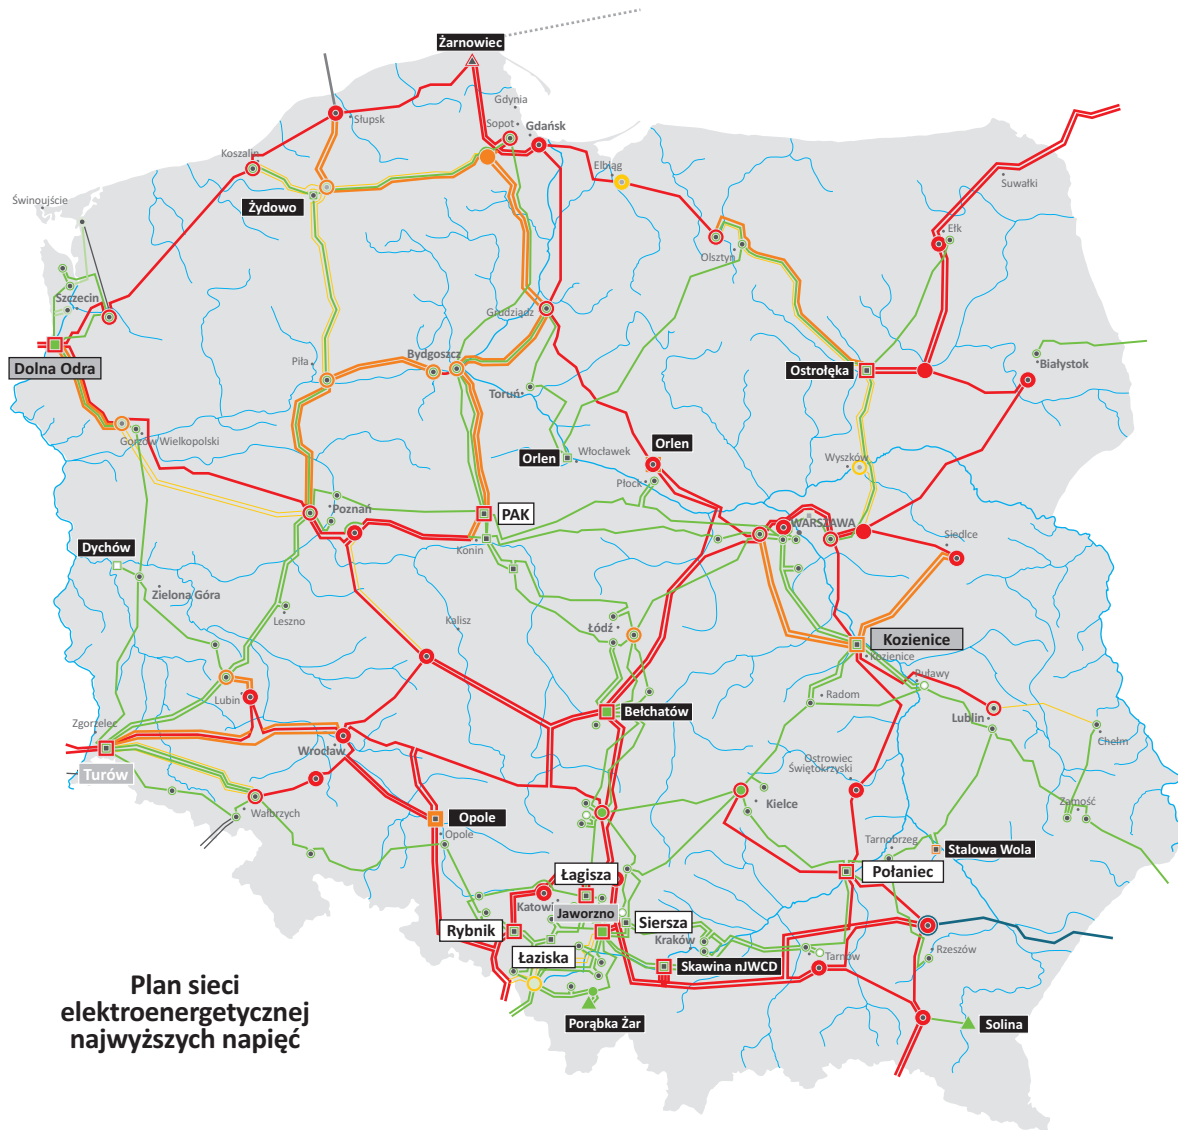 Żarnowiec
Gdynia
Słupsk
Sopot
Gdańsk
Koszalin
Elbląg
Suwałki
Świnoujście
Żydowo
Ełk
Olsztyn
Szczecin
Grudziądz
Dolna Odra
Piła
Bydgoszcz
Ostrołęka
Białystok
Toruń
Gorzów Wielkopolski
Orlen
Włocławek
Orlen
Wyszków
Płock
Poznań
PAK
WARSZAWA
Siedlce
Dychów
Konin
Zielona Góra
Leszno
Kalisz
Łódź
Kozienice
Kozienice
Puławy
Lubin
Radom
Zgorzelec
Bełchatów
Lublin
Chełm
Wrocław
Turów
Ostrowiec
Świętokrzyski
Wałbrzych
Opole
Opole
Kielce
Zamość
Tarnobrzeg
Stalowa Wola
Łagisza
Połaniec
Katowi
Jaworzno
Rybnik
Siersza
Kraków
Rzeszów
Łaziska
Skawina nJWCD
Tarnów
Porąbka Żar
Solina
Plan sieci
elektroenergetycznej
najwyższych napięć